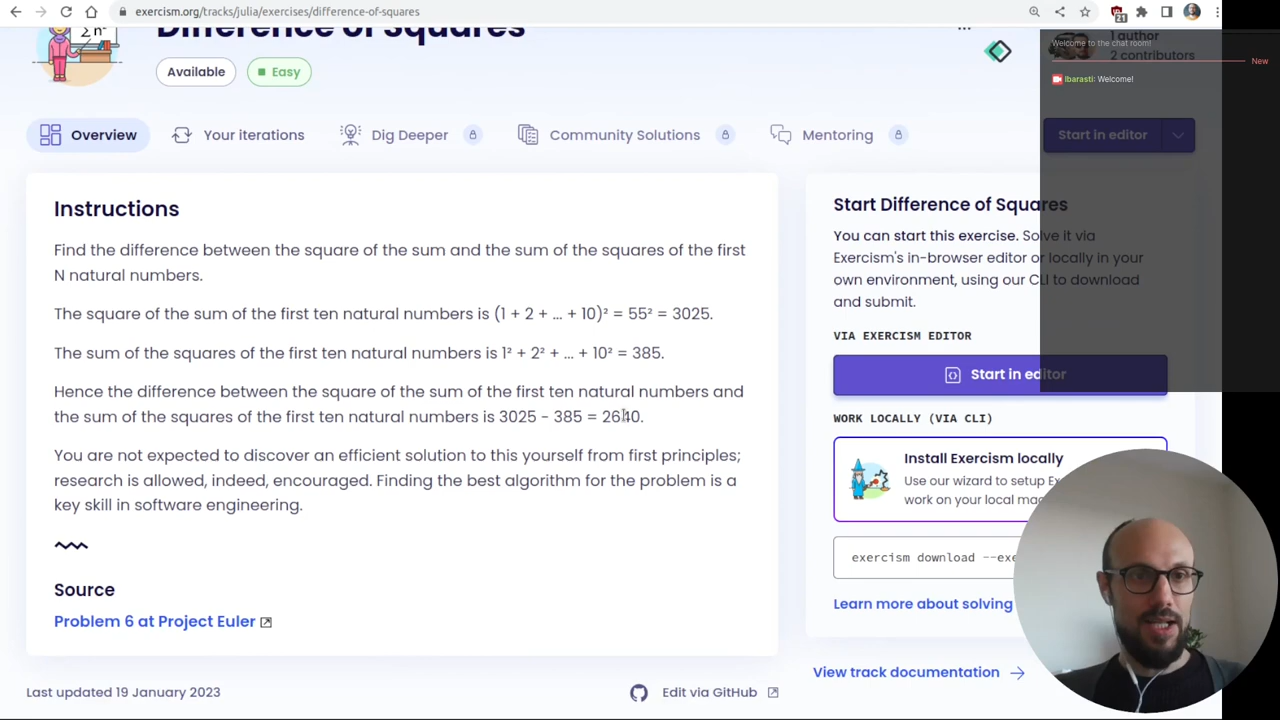 exercism.org/tracks/julia/exercises/difference-of-squares
21
Difference of Squares
Σn²
Available
Easy
1 author
2 contributors
Welcome to the chat room!
New
lbarasti: Welcome!
Overview
Your iterations
Dig Deeper
Community Solutions
Mentoring
Start in editor
Instructions
Find the difference between the square of the sum and the sum of the squares of the first
N natural numbers.
The square of the sum of the first ten natural numbers is (1 + 2 + ... + 10)² = 55² = 3025.
The sum of the squares of the first ten natural numbers is 1² + 2² + ... + 10² = 385.
Hence the difference between the square of the sum of the first ten natural numbers and
the sum of the squares of the first ten natural numbers is 3025 - 385 = 2640.
You are not expected to discover an efficient solution to this yourself from first principles;
research is allowed, indeed, encouraged. Finding the best algorithm for the problem is a
key skill in software engineering.
Source
Problem 6 at Project Euler
Last updated 19 January 2023
Edit via GitHub
Start Difference of Squares
You can start this exercise. Solve it via
Exercism's in-browser editor or locally in your
own environment, using our CLI to download
and submit.
VIA EXERCISM EDITOR
Start in editor
WORK LOCALLY (VIA CLI)
Install Exercism locally
Use our wizard to setup Ex
work on your local ma
exercism download --exe
Learn more about solving
View track documentation